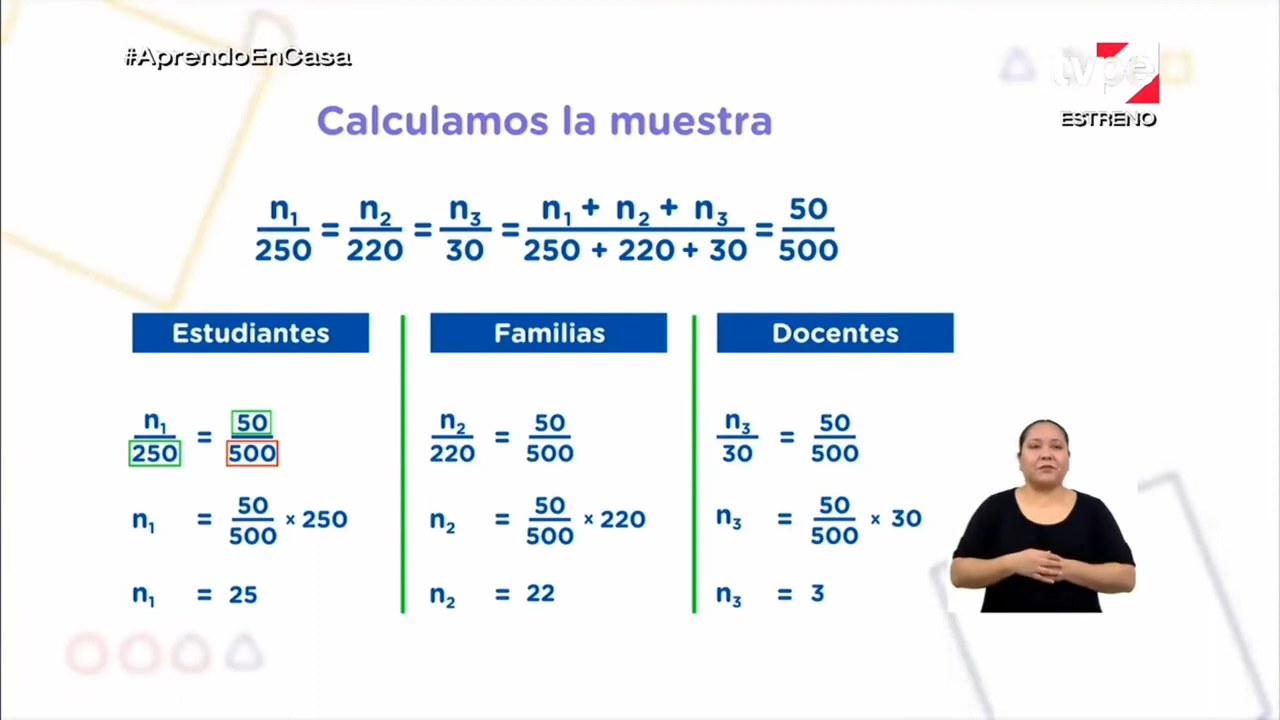 #AprendoEnCasa
tvpe
ESTRENO
Calculamos la muestra
n₁/250 = n₂/220 = n₃/30 = (n₁ + n₂ + n₃)/(250 + 220 + 30) = 50/500
Estudiantes
n₁/250 = 50/500
n₁ = 50/500 × 250
n₁ = 25
Familias
n₂/220 = 50/500
n₂ = 50/500 × 220
n₂ = 22
Docentes
n₃/30 = 50/500
n₃ = 50/500 × 30
n₃ = 3